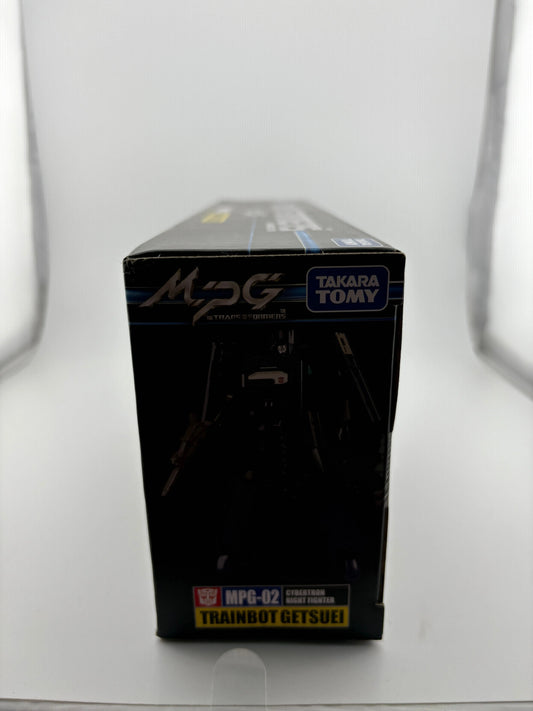 MPG
TRANSFORMERS
TAKARA
TOMY
MPG-02
CYBERTRON
NIGHT FIGHTER
TRAINBOT GETSUEI